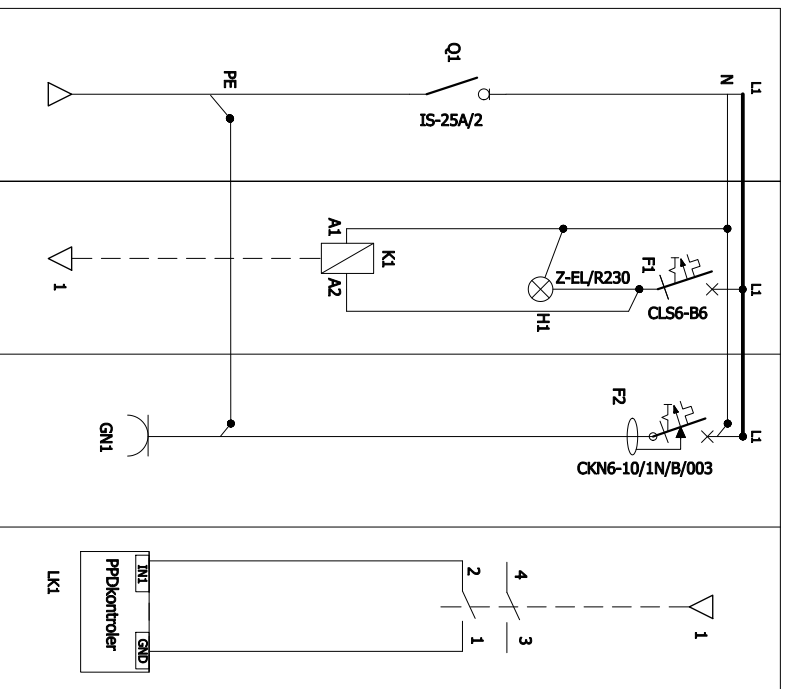 Q1
PE
N
L1
IS-25A/2
A1
K1
A2
1
Z-EL/R230
F1
L1
CLS6-B6
H1
F2
L1
GN1
CKN6-10/1N/B/003
LK1
PPDkontroler
IN1
GND
2
4
1
3
1